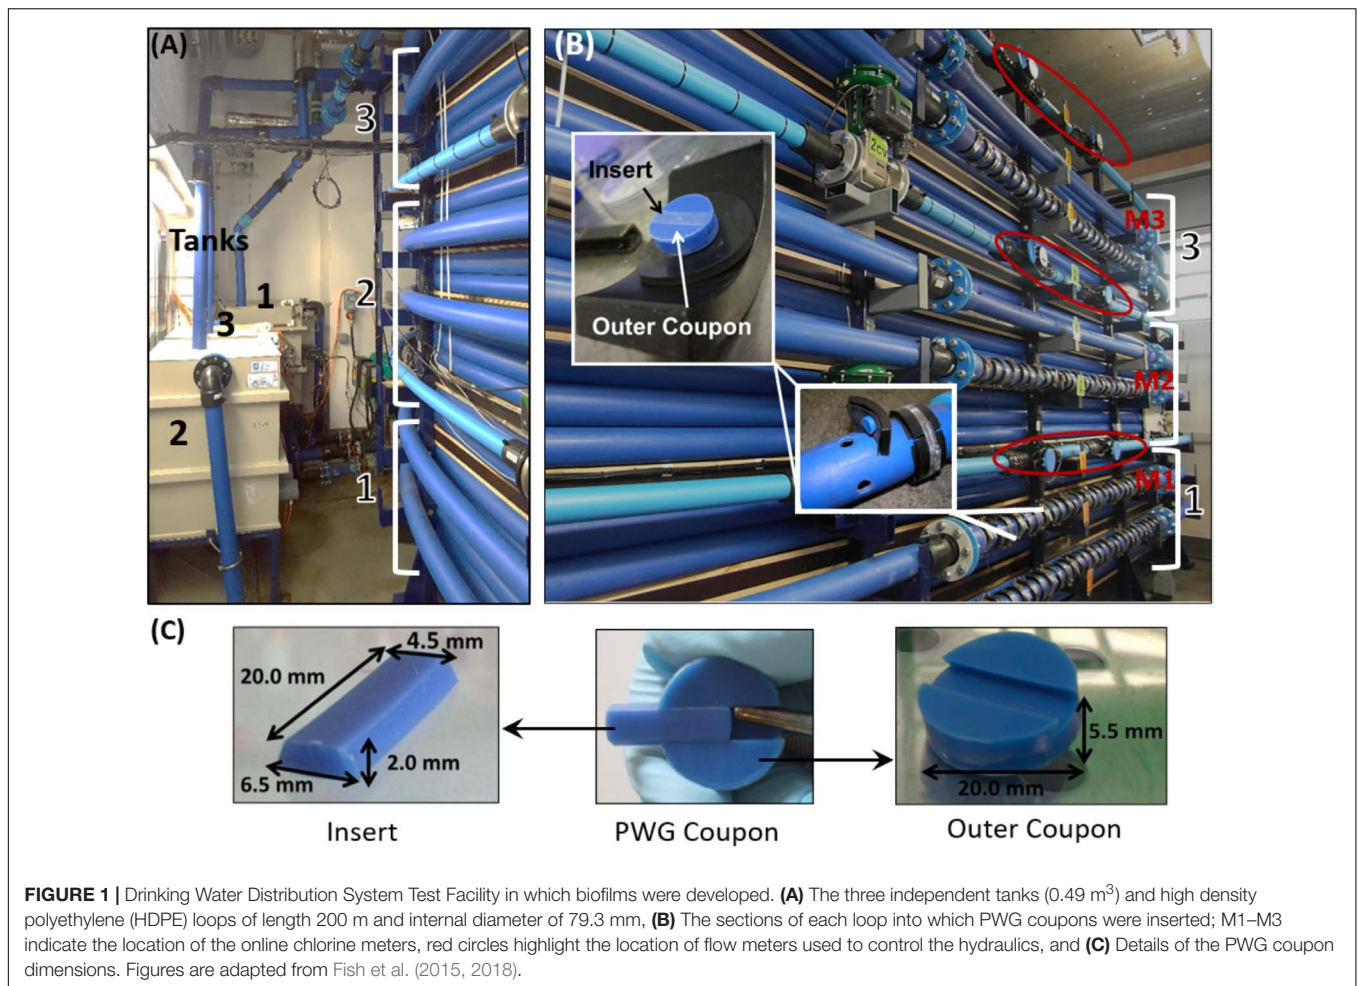 (A)
3
Tanks
1
3
2
2
1
(B)
2cv
Insert
Outer Coupon
M3
3
M2
M1
1
(C)
20.0 mm
4.5 mm
2.0 mm
6.5 mm
Insert
PWG Coupon
5.5 mm
20.0 mm
Outer Coupon
FIGURE 1 | Drinking Water Distribution System Test Facility in which biofilms were developed. (A) The three independent tanks (0.49 m³) and high density
polyethylene (HDPE) loops of length 200 m and internal diameter of 79.3 mm, (B) The sections of each loop into which PWG coupons were inserted; M1–M3
indicate the location of the online chlorine meters, red circles highlight the location of flow meters used to control the hydraulics, and (C) Details of the PWG coupon
dimensions. Figures are adapted from Fish et al. (2015, 2018).